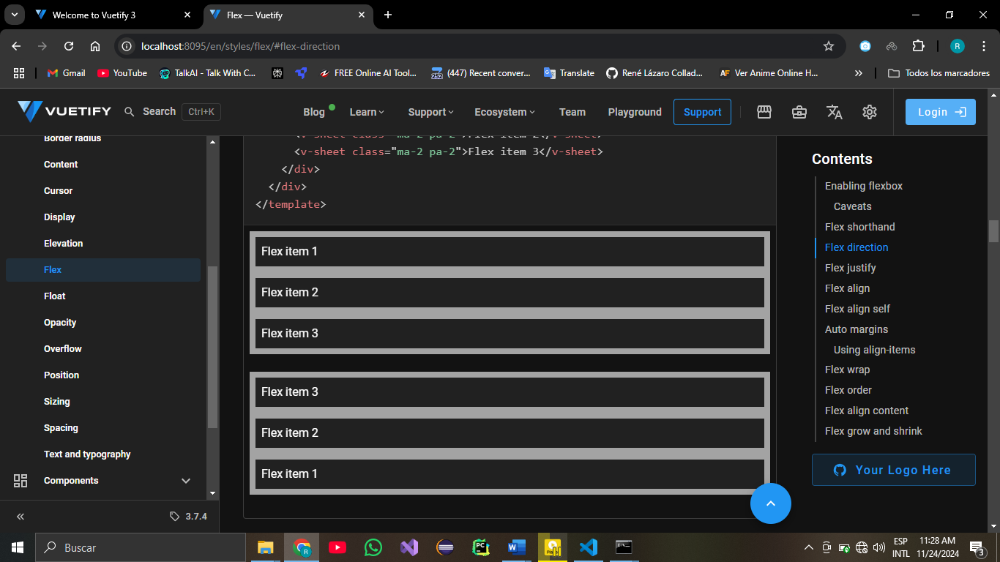 Welcome to Vuetify 3
Flex — Vuetify
localhost:8095/en/styles/flex/#flex-direction
R
Gmail
YouTube
TalkAI - Talk With C...
FREE Online AI Tool...
(447) Recent conver...
Translate
René Lázaro Collad...
AF Ver Anime Online H...
Todos los marcadores
VUETIFY
Search Ctrl+K
Blog
Learn
Support
Ecosystem
Team
Playground
Support
Login
Border radius
Content
Cursor
Display
Elevation
Flex
Float
Opacity
Overflow
Position
Sizing
Spacing
Text and typography
Components
3.7.4
<v-sheet class="ma-2 pa-2">Flex item 2</v-sheet>
<v-sheet class="ma-2 pa-2">Flex item 3</v-sheet>
</div>
</div>
</template>
Flex item 1
Flex item 2
Flex item 3
Flex item 3
Flex item 2
Flex item 1
Contents
Enabling flexbox
Caveats
Flex shorthand
Flex direction
Flex justify
Flex align
Flex align self
Auto margins
Using align-items
Flex wrap
Flex order
Flex align content
Flex grow and shrink
Your Logo Here
Buscar
ESP
INTL
11:28 AM
11/24/2024
3